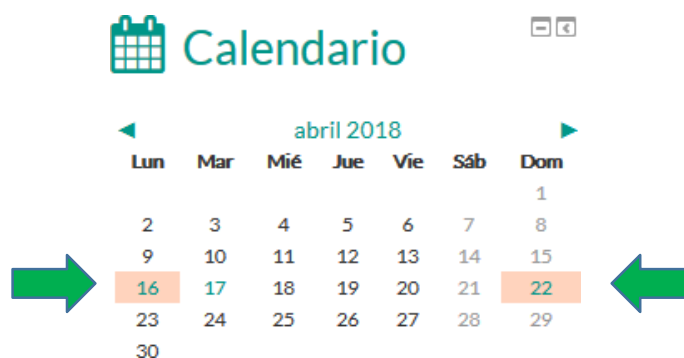 Calendario
◄ abril 2018 ►
Lun Mar Mié Jue Vie Sáb Dom
1
2 3 4 5 6 7 8
9 10 11 12 13 14 15
16 17 18 19 20 21 22
23 24 25 26 27 28 29
30